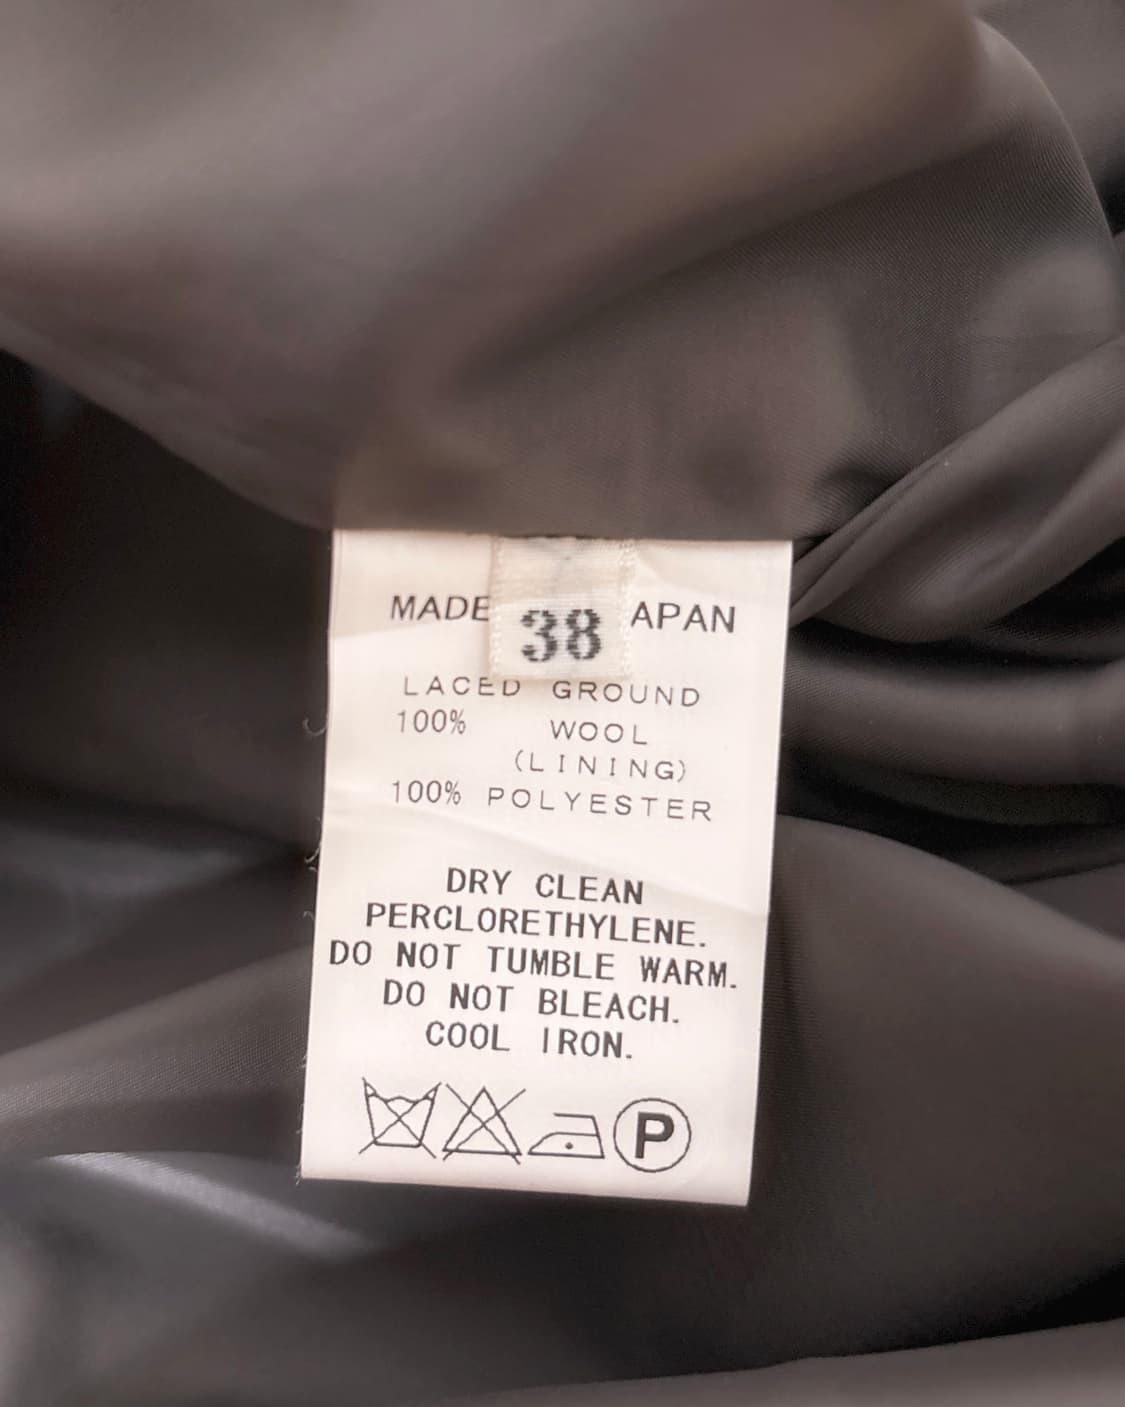 MADE APAN
38
LACED GROUND
100% WOOL
(LINING)
100% POLYESTER
DRY CLEAN
PERCLORETHYLENE.
DO NOT TUMBLE WARM.
DO NOT BLEACH.
COOL IRON.
P